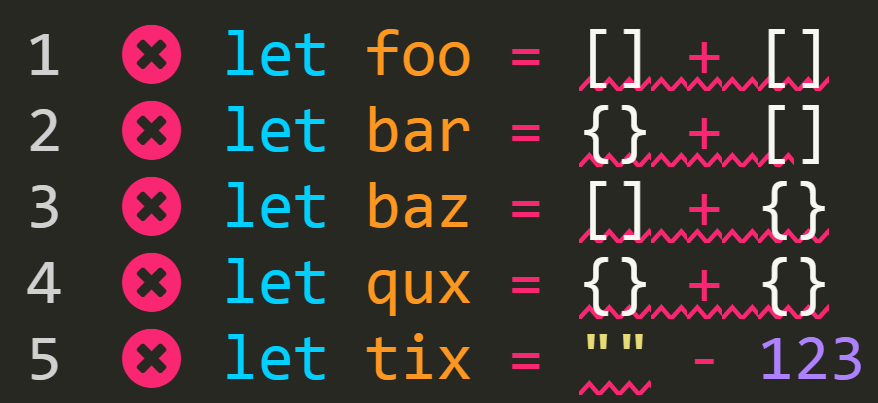 1 let foo = [] + []
2 let bar = {} + []
3 let baz = [] + {}
4 let qux = {} + {}
5 let tix = "" - 123